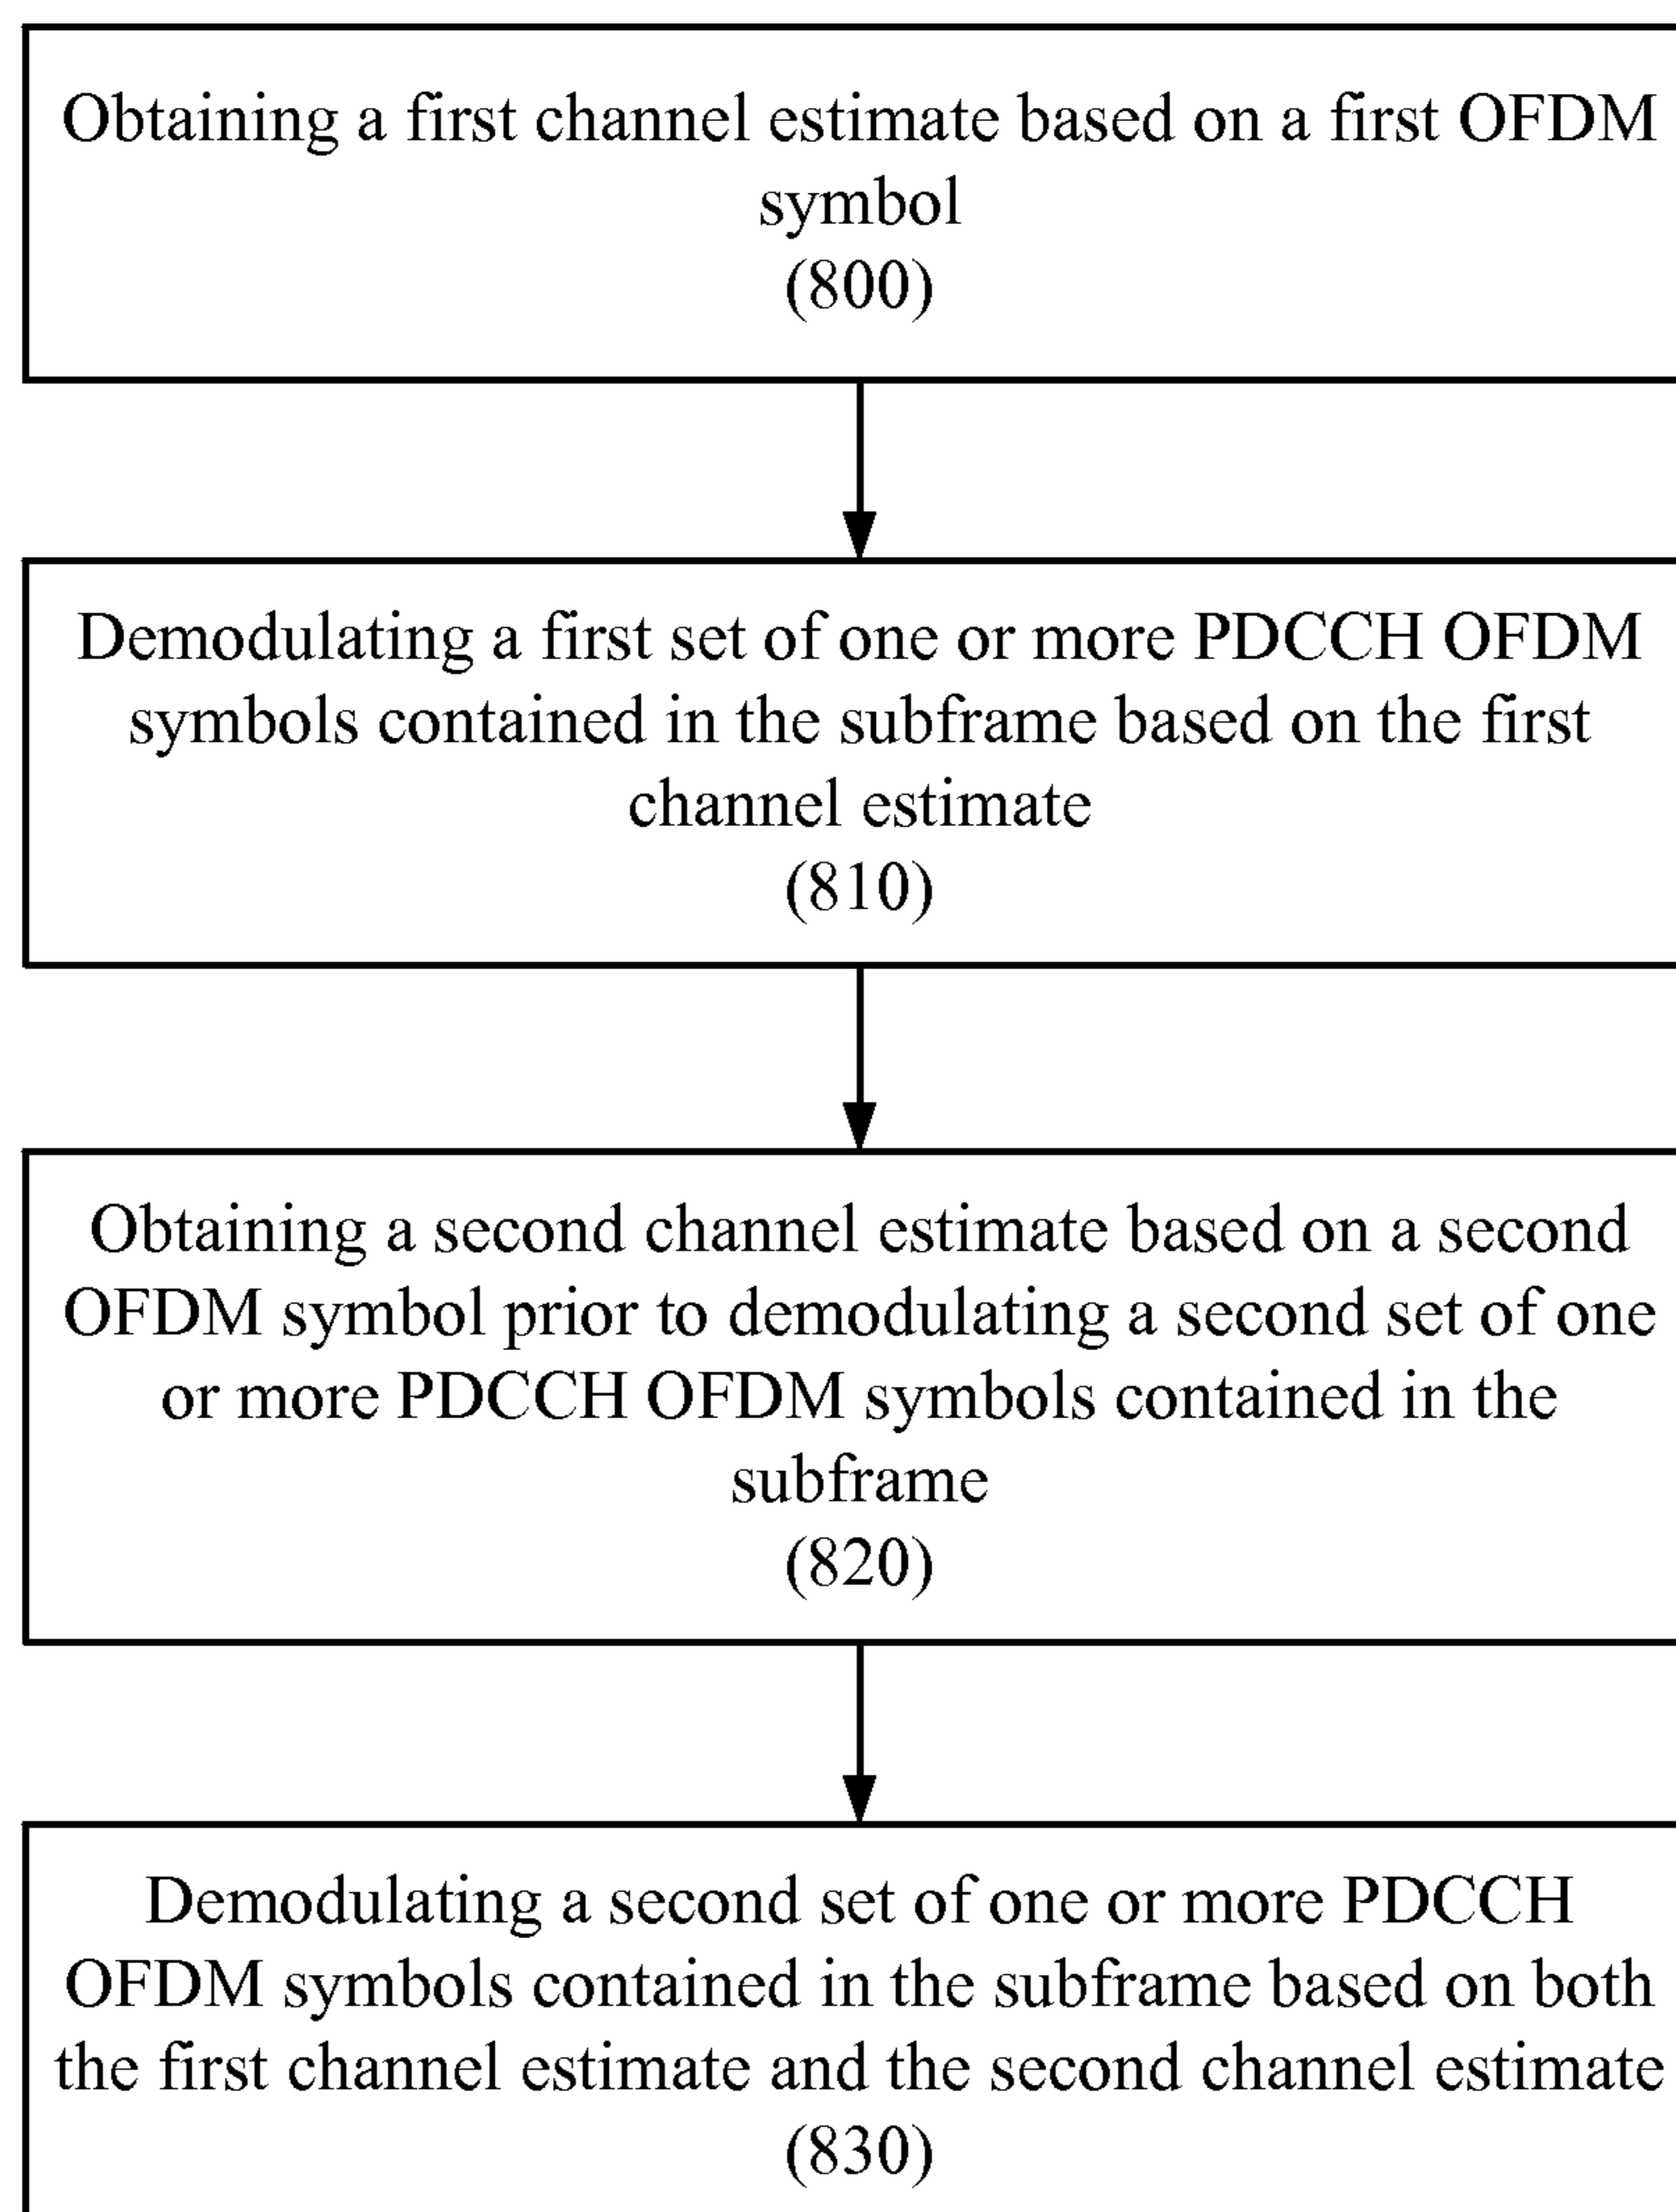 Obtaining a first channel estimate based on a first OFDM
symbol
(800)
Demodulating a first set of one or more PDCCH OFDM
symbols contained in the subframe based on the first
channel estimate
(810)
Obtaining a second channel estimate based on a second
OFDM symbol prior to demodulating a second set of one
or more PDCCH OFDM symbols contained in the
subframe
(820)
Demodulating a second set of one or more PDCCH
OFDM symbols contained in the subframe based on both
the first channel estimate and the second channel estimate
(830)